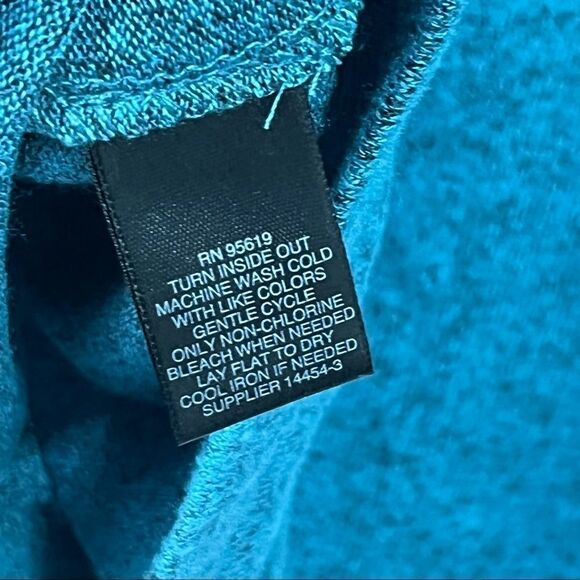 RN 95619
TURN INSIDE OUT
MACHINE WASH COLD
WITH LIKE COLORS
GENTLE CYCLE
ONLY NON-CHLORINE
BLEACH WHEN NEEDED
LAY FLAT TO DRY
COOL IRON IF NEEDED
SUPPLIER 14454-3